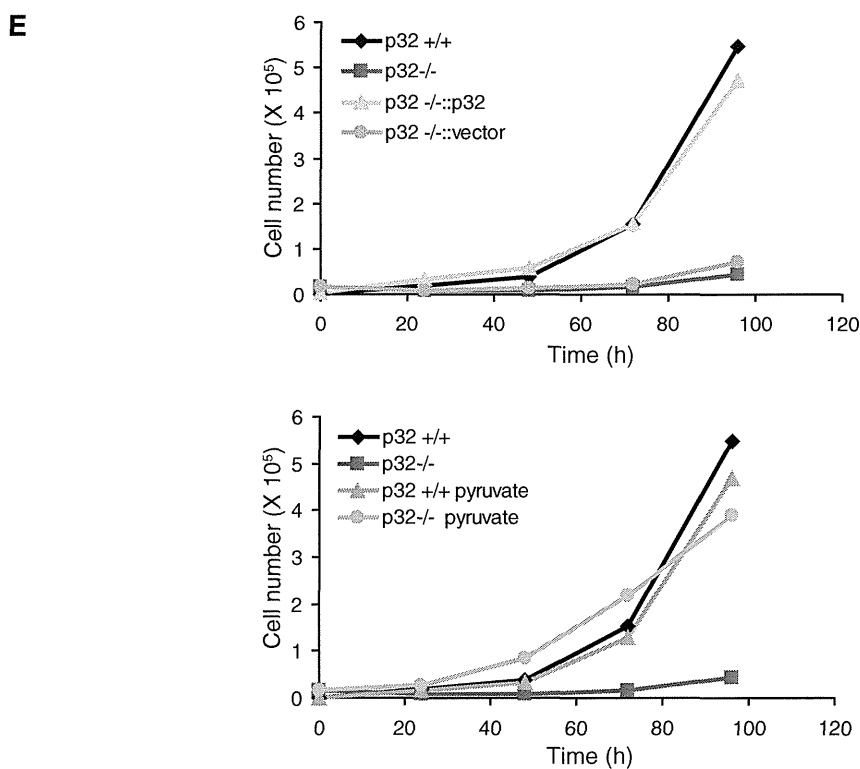 E
6
5
4
3
2
1
0
Cell number (X 10⁵)
p32 +/+
p32-/-
p32 -/-::p32
p32 -/-::vector
0 20 40 60 80 100 120
Time (h)
6
5
4
3
2
1
0
Cell number (X 10⁵)
p32 +/+
p32-/-
p32 +/+ pyruvate
p32-/- pyruvate
0 20 40 60 80 100 120
Time (h)